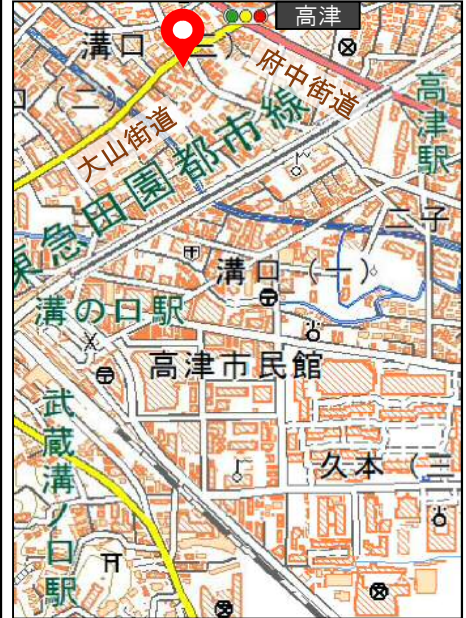 高津
溝口（三）
府中街道
高津駅
大山街道
東急田園都市線
二子
溝口（一）
溝の口駅
高津市民館
武蔵溝ノ口駅
久本（三